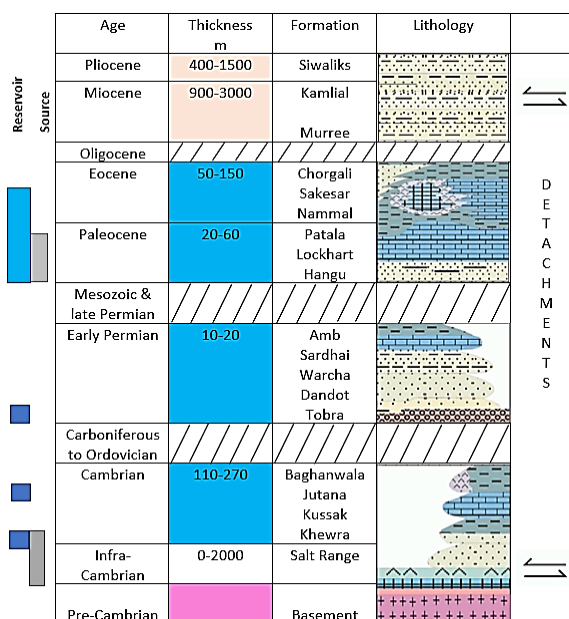 Age Thickness m Formation Lithology
Reservoir
Source
Pliocene 400-1500 Siwaliks
Miocene 900-3000 Kamlial
Murree
Oligocene
Eocene 50-150 Chorgali
Sakesar
Nammal
Paleocene 20-60 Patala
Lockhart
Hangu
Mesozoic &
late Permian
Early Permian 10-20 Amb
Sardhai
Warcha
Dandot
Tobra
Carboniferous
to Ordovician
Cambrian 110-270 Baghanwala
Jutana
Kussak
Khewra
Infra-
Cambrian 0-2000 Salt Range
Pre-Cambrian Basement
DETACHMENTS